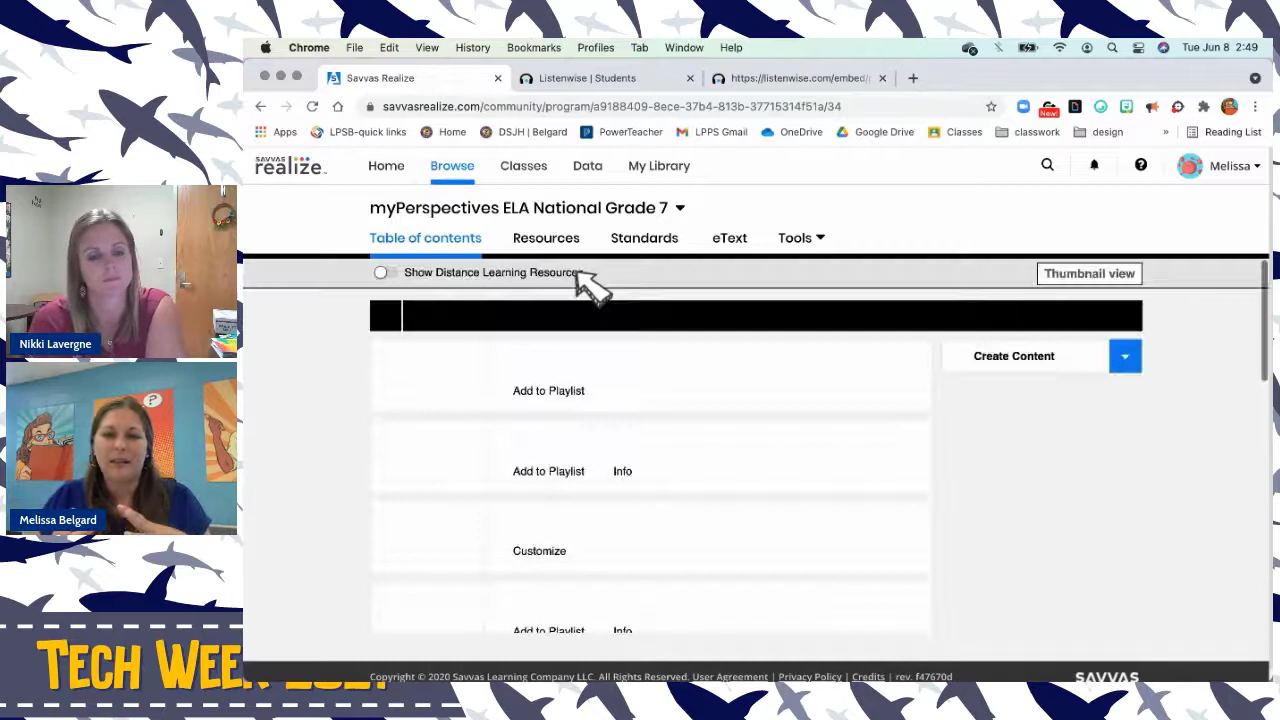 Chrome File Edit View History Bookmarks Profiles Tab Window Help Tue Jun 8 2:49
Savvas Realize
Listenwise | Students
https://listenwise.com/embed/
savvasrealize.com/community/program/a9188409-8ece-37b4-813b-37715314f51a/34
New!
Apps LPSB-quick links Home DSJH | Belgard PowerTeacher LPPS Gmail OneDrive Google Drive Classes classwork design » Reading List
SAVVAS
realize™
Home Browse Classes Data My Library Melissa
myPerspectives ELA National Grade 7
Table of contents Resources Standards eText Tools
Show Distance Learning Resource
Thumbnail view
Create Content
Add to Playlist
Add to Playlist Info
Customize
Add to Playlist Info
Copyright © 2020 Savvas Learning Company LLC. All Rights Reserved. User Agreement | Privacy Policy | Credits | rev. f47670d
SAVVAS
Nikki Lavergne
?
Melissa Belgard
TECH WEEK